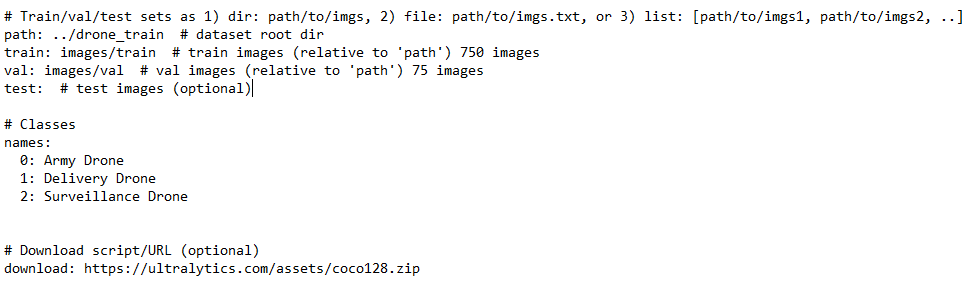 # Train/val/test sets as 1) dir: path/to/imgs, 2) file: path/to/imgs.txt, or 3) list: [path/to/imgs1, path/to/imgs2, ..]
path: ../drone_train  # dataset root dir
train: images/train  # train images (relative to 'path') 750 images
val: images/val  # val images (relative to 'path') 75 images
test:  # test images (optional)
# Classes
names:
  0: Army Drone
  1: Delivery Drone
  2: Surveillance Drone
# Download script/URL (optional)
download: https://ultralytics.com/assets/coco128.zip